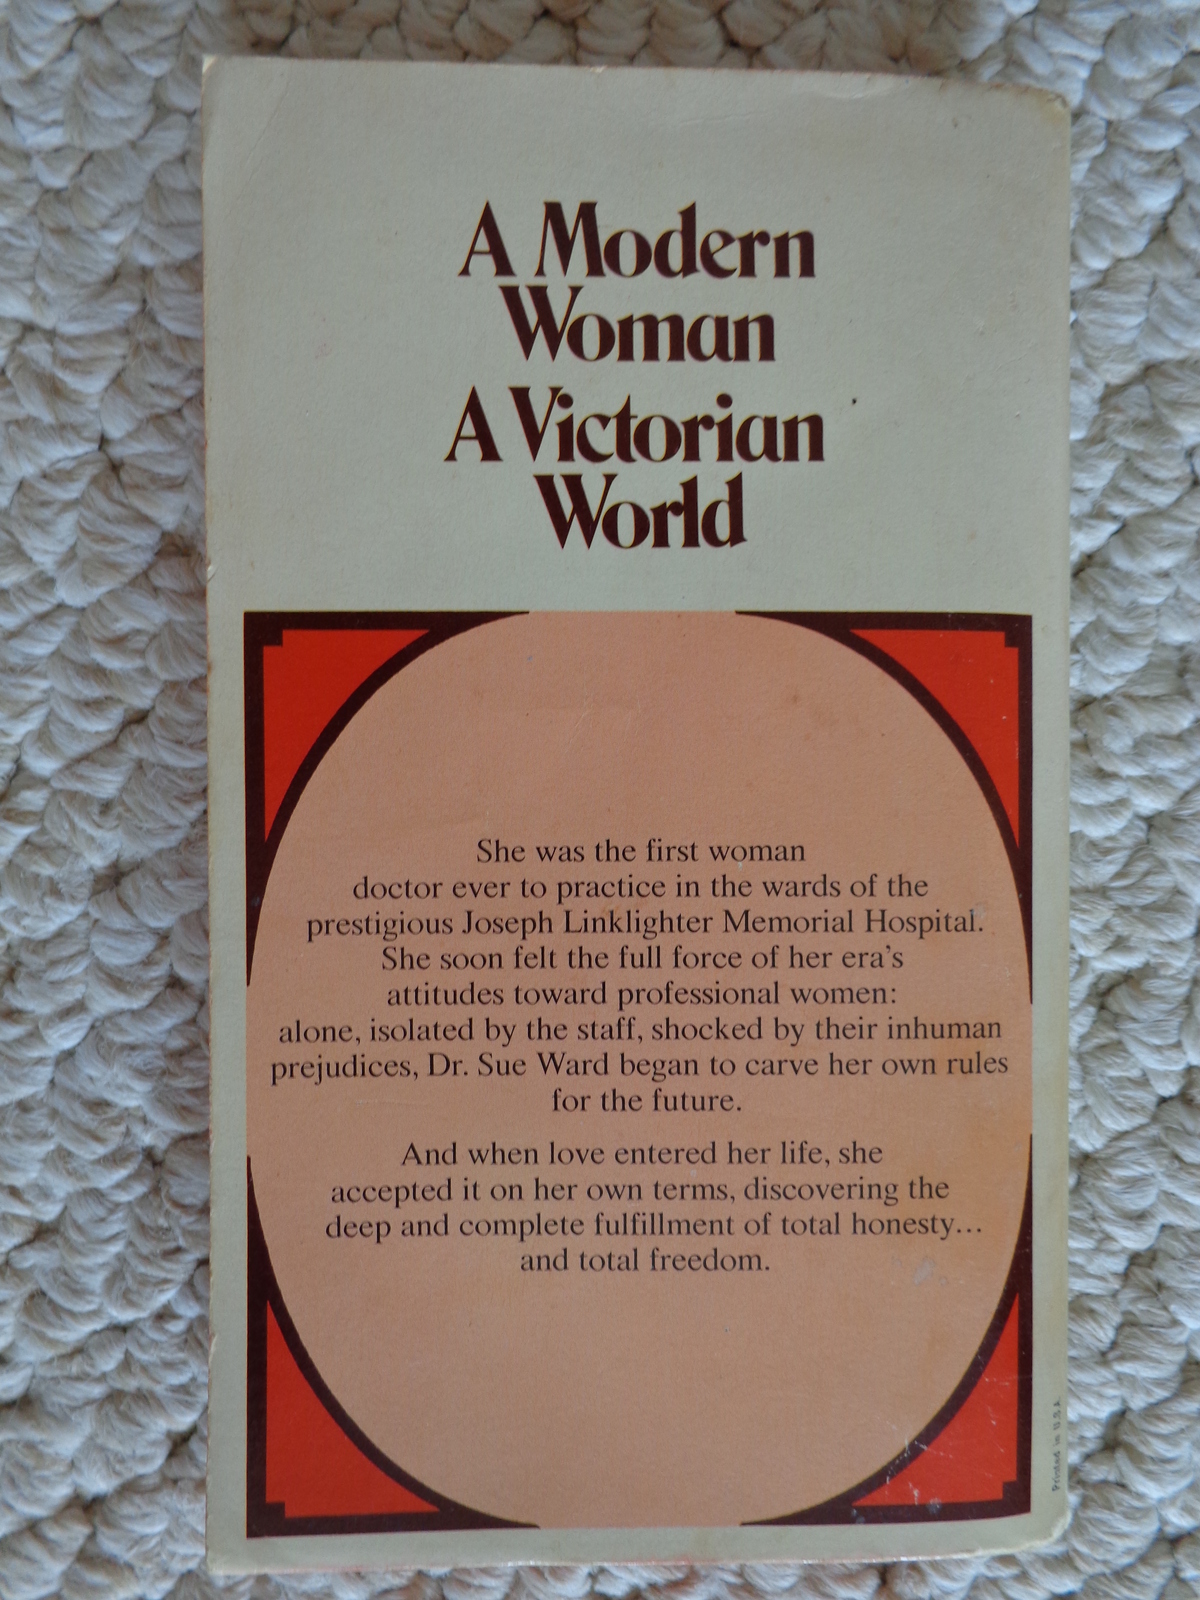 A Modern
Woman
A Victorian
World
She was the first woman
doctor ever to practice in the wards of the
prestigious Joseph Linklighter Memorial Hospital.
She soon felt the full force of her era's
attitudes toward professional women:
alone, isolated by the staff, shocked by their inhuman
prejudices, Dr. Sue Ward began to carve her own rules
for the future.
And when love entered her life, she
accepted it on her own terms, discovering the
deep and complete fulfillment of total honesty...
and total freedom.
Printed in U.S.A.